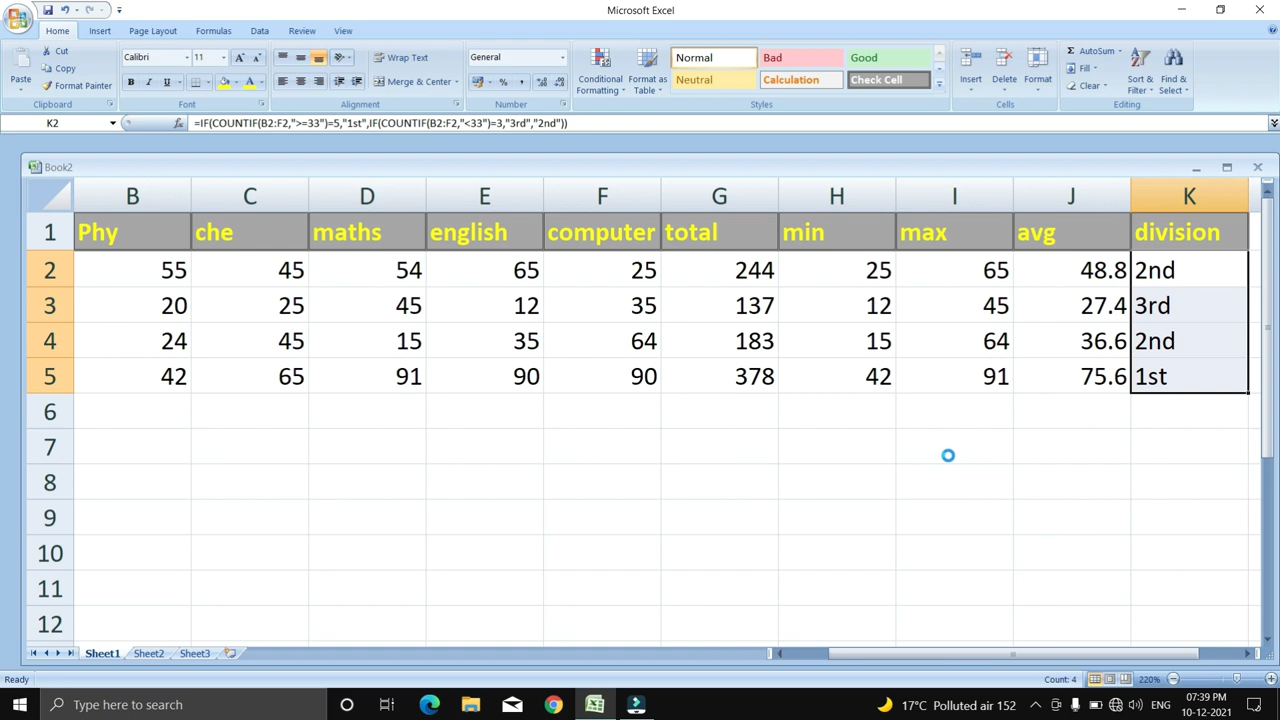 Microsoft Excel
Home Insert Page Layout Formulas Data Review View
Paste
Cut
Copy
Format Painter
Clipboard
Calibri 11
B I U
Font
Wrap Text
Merge & Center
Alignment
General
Number
Conditional Formatting
Format as Table
Normal Bad Good
Neutral Calculation Check Cell
Styles
Insert Delete Format
Cells
AutoSum
Fill
Clear
Sort & Filter
Find & Select
Editing
K2 fx =IF(COUNTIF(B2:F2,">=33")=5,"1st",IF(COUNTIF(B2:F2,"<33")=3,"3rd","2nd"))
Book2
B C D E F G H I J K
1 Phy che maths english computer total min max avg division
2 55 45 54 65 25 244 25 65 48.8 2nd
3 20 25 45 12 35 137 12 45 27.4 3rd
4 24 45 15 35 64 183 15 64 36.6 2nd
5 42 65 91 90 90 378 42 91 75.6 1st
6
7
8
9
10
11
12
Sheet1 Sheet2 Sheet3
Ready Count: 4 220%
Type here to search 17°C Polluted air 152 07:39 PM
10-12-2021